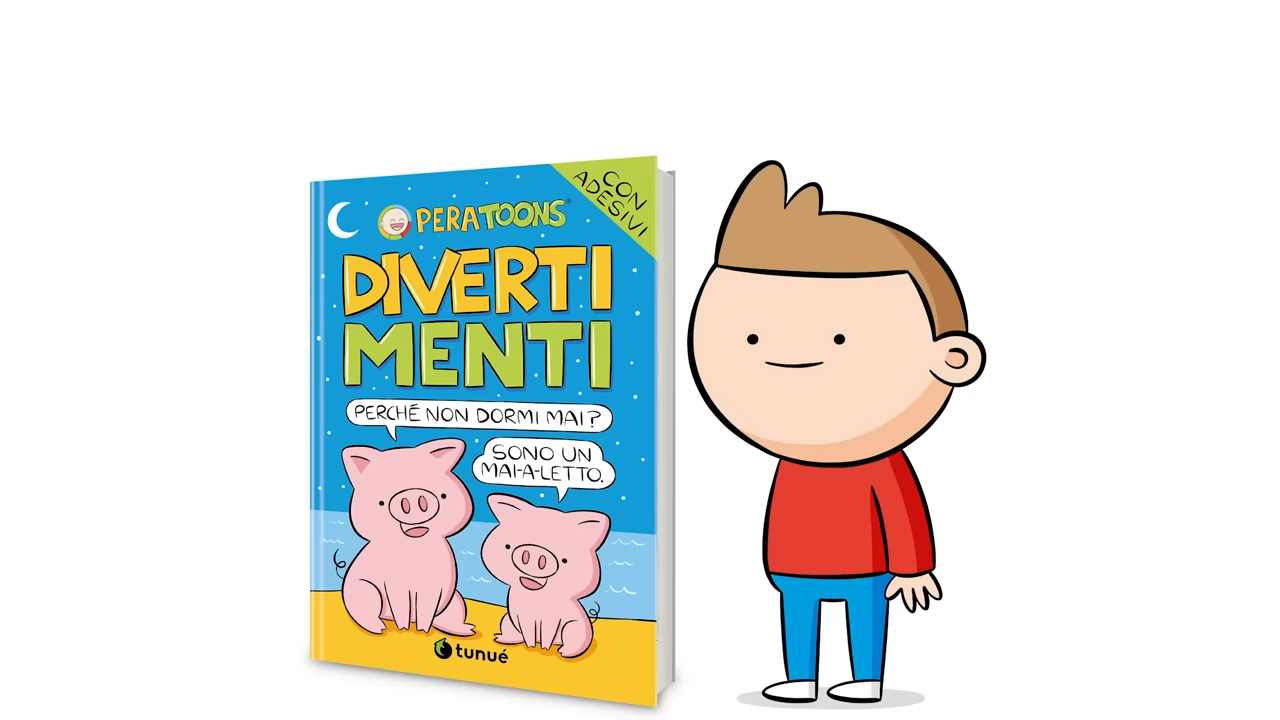 CON
ADESIVI
PERATOONS®
DIVERTI
MENTI
PERCHÉ NON DORMI MAI?
SONO UN
MAI-A-LETTO.
tunué